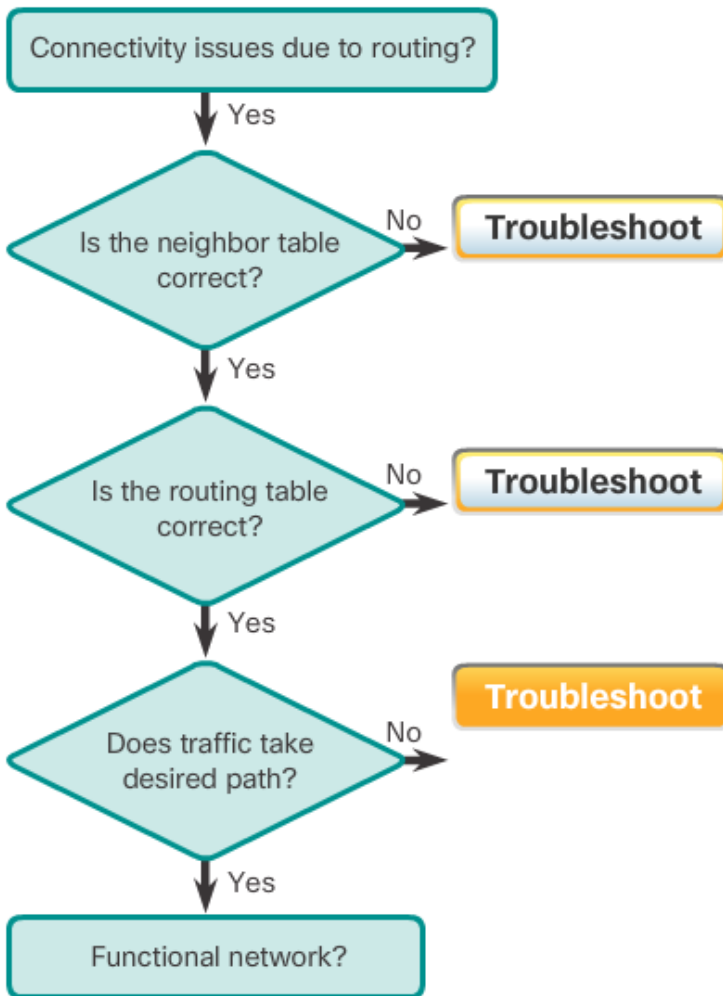 Connectivity issues due to routing?
Yes
Is the neighbor table
correct?
No
Troubleshoot
Yes
Is the routing table
correct?
No
Troubleshoot
Yes
Does traffic take
desired path?
No
Troubleshoot
Yes
Functional network?